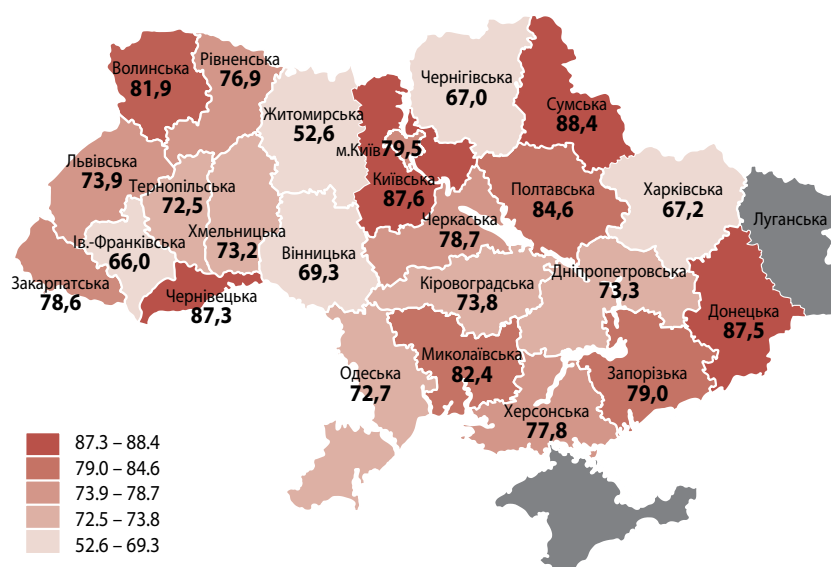 Волинська
81,9
Рівненська
76,9
Житомирська
52,6
Чернігівська
67,0
Сумська
88,4
м.Київ 79,5
Київська
87,6
Львівська
73,9
Тернопільська
72,5
Хмельницька
73,2
Ів.-Франківська
66,0
Закарпатська
78,6
Чернівецька
87,3
Вінницька
69,3
Черкаська
78,7
Полтавська
84,6
Харківська
67,2
Луганська
Кіровоградська
73,8
Дніпропетровська
73,3
Донецька
87,5
Одеська
72,7
Миколаївська
82,4
Запорізька
79,0
Херсонська
77,8
87.3 – 88.4
79.0 – 84.6
73.9 – 78.7
72.5 – 73.8
52.6 – 69.3